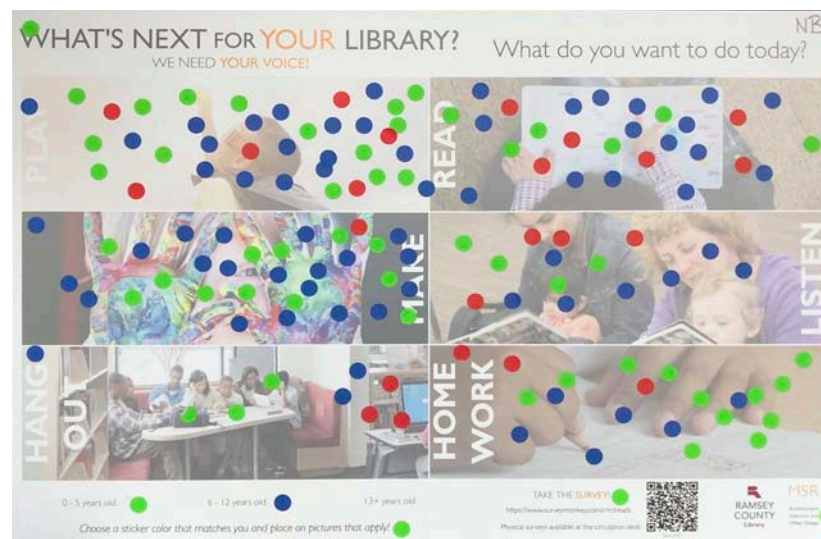 NB
WHAT'S NEXT FOR YOUR LIBRARY?
WE NEED YOUR VOICE!
What do you want to do today?
PLAY
READ
MAKE
LISTEN
HANG
OUT
HOME
WORK
0 - 5 years old
6 - 12 years old
13+ years old
Choose a sticker color that matches you and place on pictures that apply!
TAKE THE SURVEY!
Physical surveys available at the circulation desk
RAMSEY
COUNTY
Library
MSR